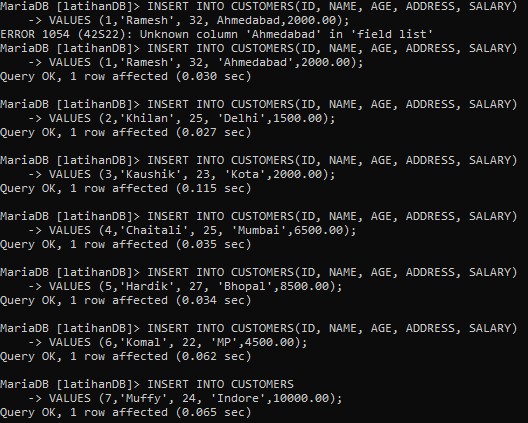 MariaDB [latihanDB]> INSERT INTO CUSTOMERS(ID, NAME, AGE, ADDRESS, SALARY)
    -> VALUES (1,'Ramesh', 32, Ahmedabad,2000.00);
ERROR 1054 (42S22): Unknown column 'Ahmedabad' in 'field list'
MariaDB [latihanDB]> INSERT INTO CUSTOMERS(ID, NAME, AGE, ADDRESS, SALARY)
    -> VALUES (1,'Ramesh', 32, 'Ahmedabad',2000.00);
Query OK, 1 row affected (0.030 sec)

MariaDB [latihanDB]> INSERT INTO CUSTOMERS(ID, NAME, AGE, ADDRESS, SALARY)
    -> VALUES (2,'Khilan', 25, 'Delhi',1500.00);
Query OK, 1 row affected (0.027 sec)

MariaDB [latihanDB]> INSERT INTO CUSTOMERS(ID, NAME, AGE, ADDRESS, SALARY)
    -> VALUES (3,'Kaushik', 23, 'Kota',2000.00);
Query OK, 1 row affected (0.115 sec)

MariaDB [latihanDB]> INSERT INTO CUSTOMERS(ID, NAME, AGE, ADDRESS, SALARY)
    -> VALUES (4,'Chaitali', 25, 'Mumbai',6500.00);
Query OK, 1 row affected (0.035 sec)

MariaDB [latihanDB]> INSERT INTO CUSTOMERS(ID, NAME, AGE, ADDRESS, SALARY)
    -> VALUES (5,'Hardik', 27, 'Bhopal',8500.00);
Query OK, 1 row affected (0.034 sec)

MariaDB [latihanDB]> INSERT INTO CUSTOMERS(ID, NAME, AGE, ADDRESS, SALARY)
    -> VALUES (6,'Komal', 22, 'MP',4500.00);
Query OK, 1 row affected (0.062 sec)

MariaDB [latihanDB]> INSERT INTO CUSTOMERS
    -> VALUES (7,'Muffy', 24, 'Indore',10000.00);
Query OK, 1 row affected (0.065 sec)